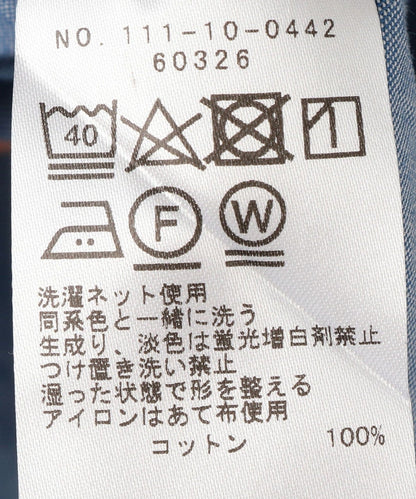 NO. 111-10-0442
60326
40
F W
洗濯ネット使用
同系色と一緒に洗う
生成り、淡色は蛍光増白剤禁止
つけ置き洗い禁止
湿った状態で形を整える
アイロンはあて布使用
コットン 100%